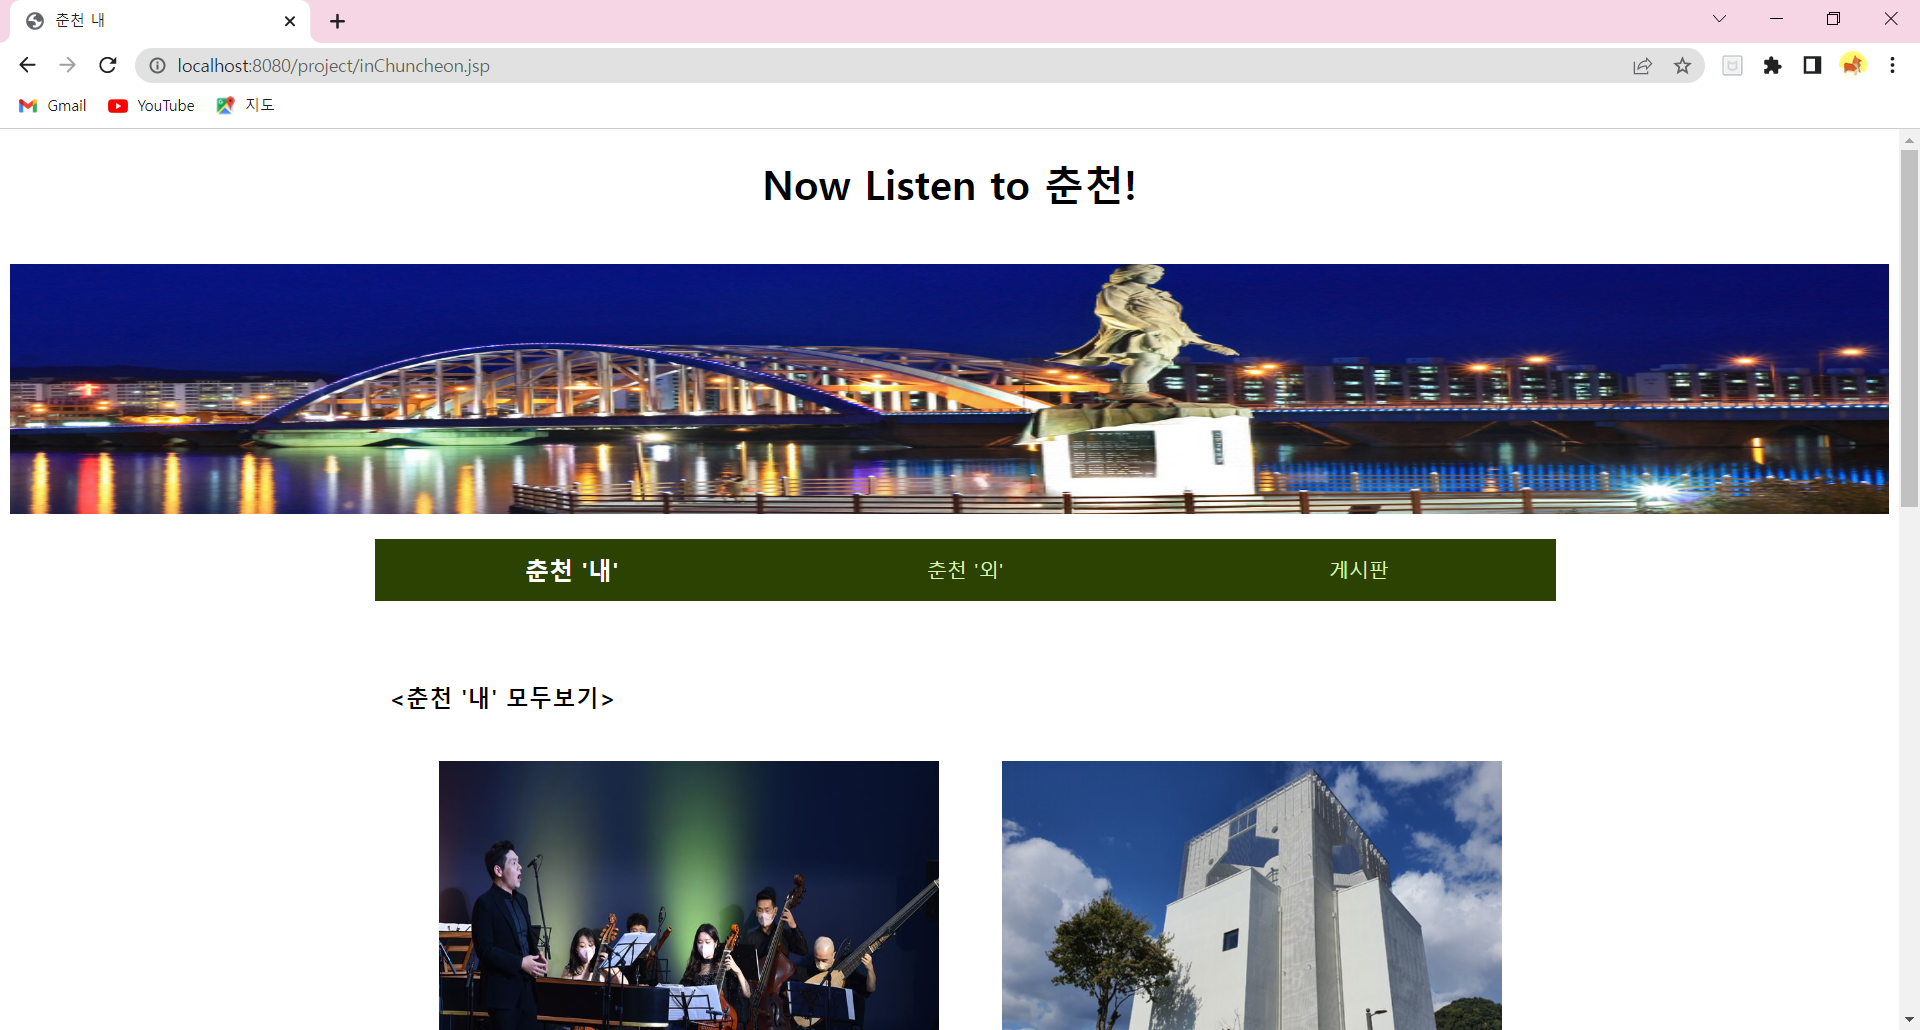 춘천 내
localhost:8080/project/inChuncheon.jsp
Gmail YouTube 지도
Now Listen to 춘천!
춘천 '내' 춘천 '외' 게시판
<춘천 '내' 모두보기>